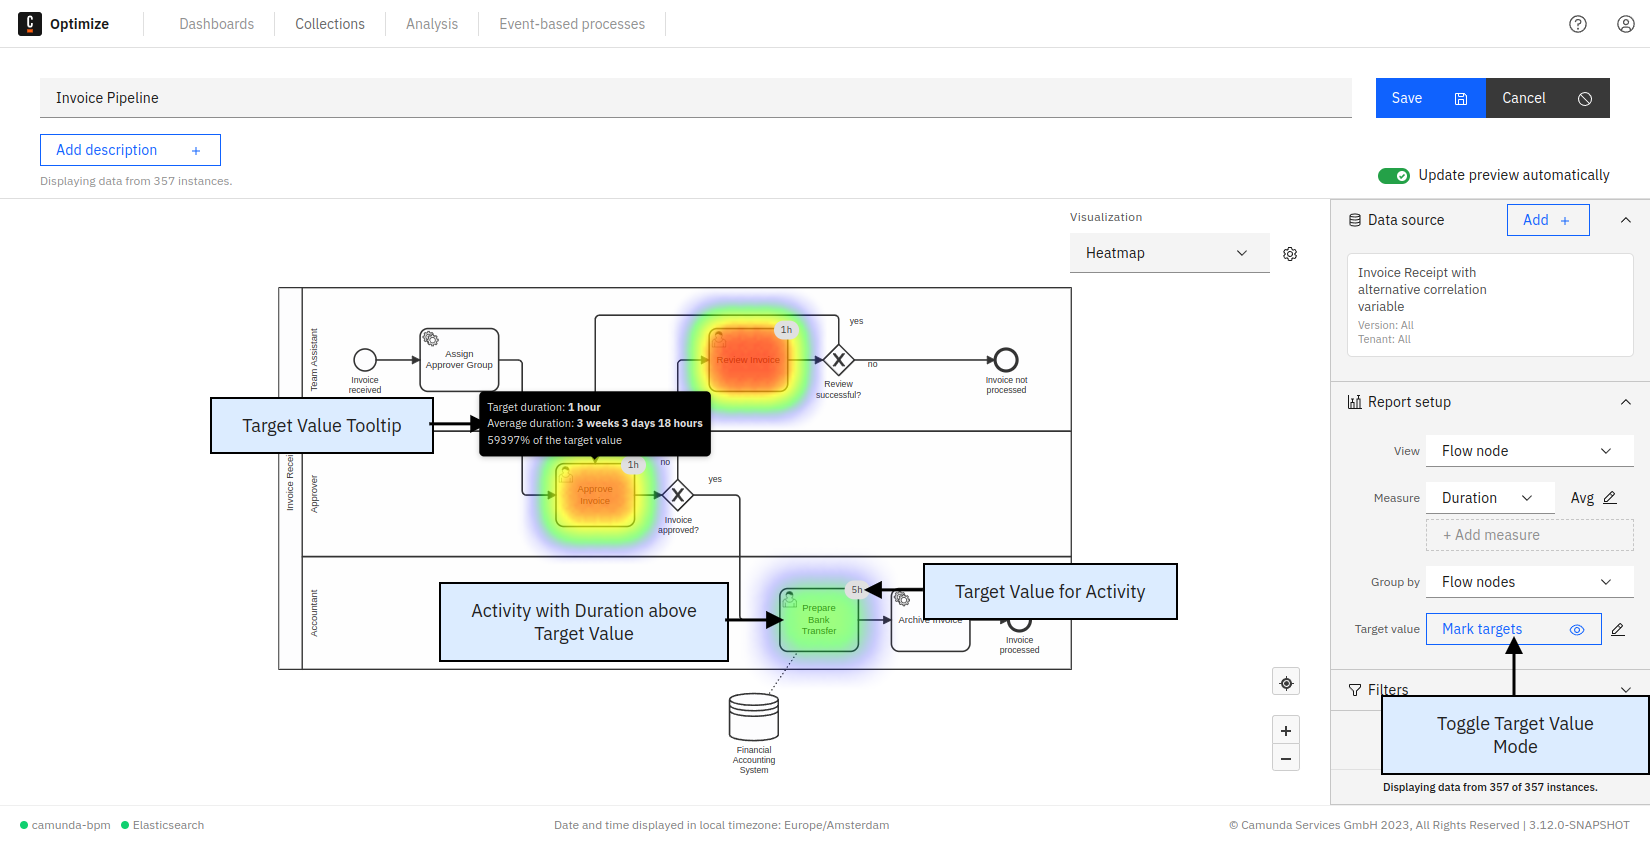 Optimize
Dashboards
Collections
Analysis
Event-based processes
Invoice Pipeline
Save
Cancel
Add description +
Displaying data from 357 instances.
Update preview automatically
Visualization
Heatmap
Data source
Add +
Invoice Receipt with
alternative correlation
variable
Version: All
Tenant: All
Report setup
View
Flow node
Measure
Duration
Avg
+ Add measure
Group by
Flow nodes
Target value
Mark targets
Filters
Toggle Target Value
Mode
Displaying data from 357 of 357 instances.
Team Assistant
Invoice
received
Assign
Approver Group
Review Invoice
1h
yes
no
Review
successful?
Invoice not
processed
Target Value Tooltip
Target duration: 1 hour
Average duration: 3 weeks 3 days 18 hours
59397% of the target value
Approver
Approve
Invoice
1h
no
yes
Invoice
approved?
Accountant
Activity with Duration above
Target Value
Prepare
Bank
Transfer
5h
Target Value for Activity
Archive Invoice
Invoice
processed
Financial
Accounting
System
camunda-bpm
Elasticsearch
Date and time displayed in local timezone: Europe/Amsterdam
© Camunda Services GmbH 2023, All Rights Reserved | 3.12.0-SNAPSHOT